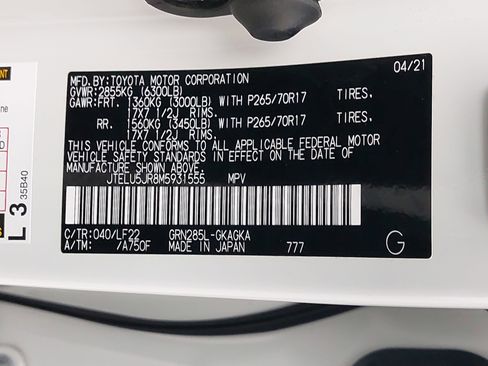 04/21
MFD.BY:TOYOTA MOTOR CORPORATION
GVWR:2855KG (6300LB)
GAWR:FRT. 1360KG (3000LB) WITH P265/70R17 TIRES.
17X7 1/2J RIMS.
RR. 1560KG (3450LB) WITH P265/70R17 TIRES.
17X7 1/2J RIMS.
THIS VEHICLE CONFORMS TO ALL APPLICABLE FEDERAL MOTOR
VEHICLE SAFETY STANDARDS IN EFFECT ON THE DATE OF
MANUFACTURE SHOWN ABOVE.
JTELU5JR8M5931555 MPV
C/TR:040/LF22 GRN285L-GKAGKA
A/TM: /A750F MADE IN JAPAN 777
G
L 3
35B40